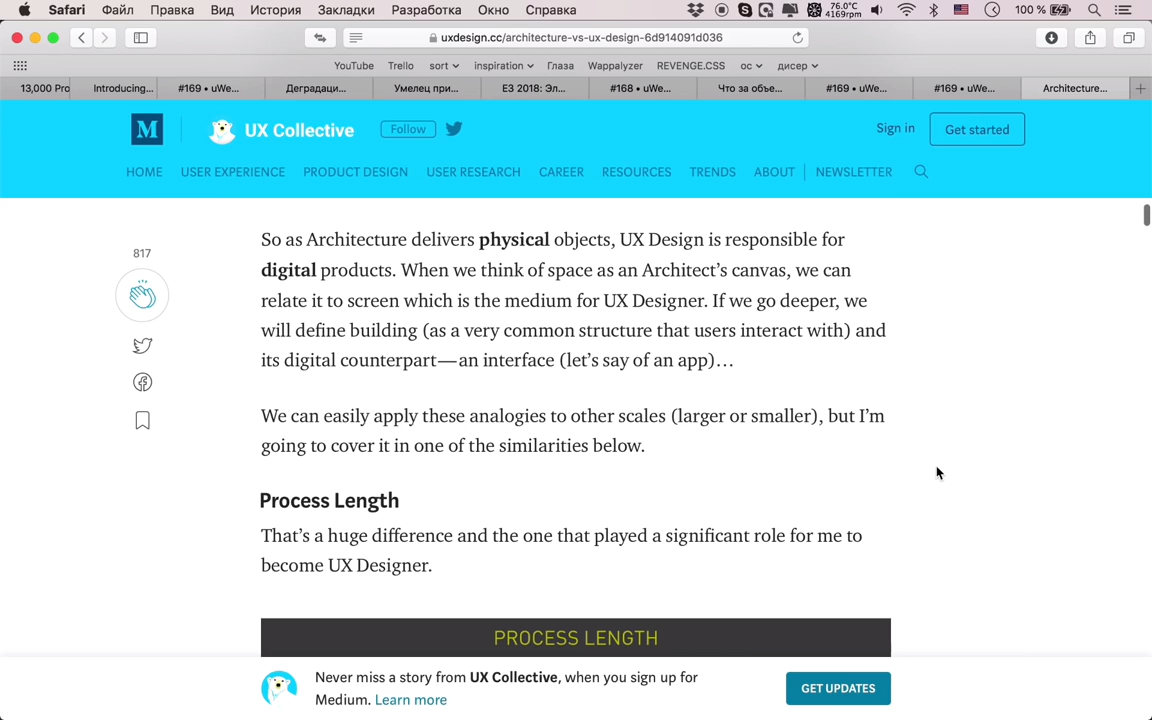 Safari Файл Правка Вид История Закладки Разработка Окно Справка 76.0°C 4169rpm 100 %
uxdesign.cc/architecture-vs-ux-design-6d914091d036
YouTube Trello sort inspiration Глаза Wappalyzer REVENGE.CSS ос дисер
13,000 Pro Introducing... #169 • uWe... Деградаци... Умелец при... E3 2018: Эл... #168 • uWe... Что за объе... #169 • uWe... #169 • uWe... Architecture...
M UX Collective Follow Sign in Get started
HOME USER EXPERIENCE PRODUCT DESIGN USER RESEARCH CAREER RESOURCES TRENDS ABOUT NEWSLETTER
817
So as Architecture delivers physical objects, UX Design is responsible for
digital products. When we think of space as an Architect’s canvas, we can
relate it to screen which is the medium for UX Designer. If we go deeper, we
will define building (as a very common structure that users interact with) and
its digital counterpart—an interface (let’s say of an app)…
We can easily apply these analogies to other scales (larger or smaller), but I’m
going to cover it in one of the similarities below.
Process Length
That’s a huge difference and the one that played a significant role for me to
become UX Designer.
PROCESS LENGTH
Never miss a story from UX Collective, when you sign up for
Medium. Learn more
GET UPDATES